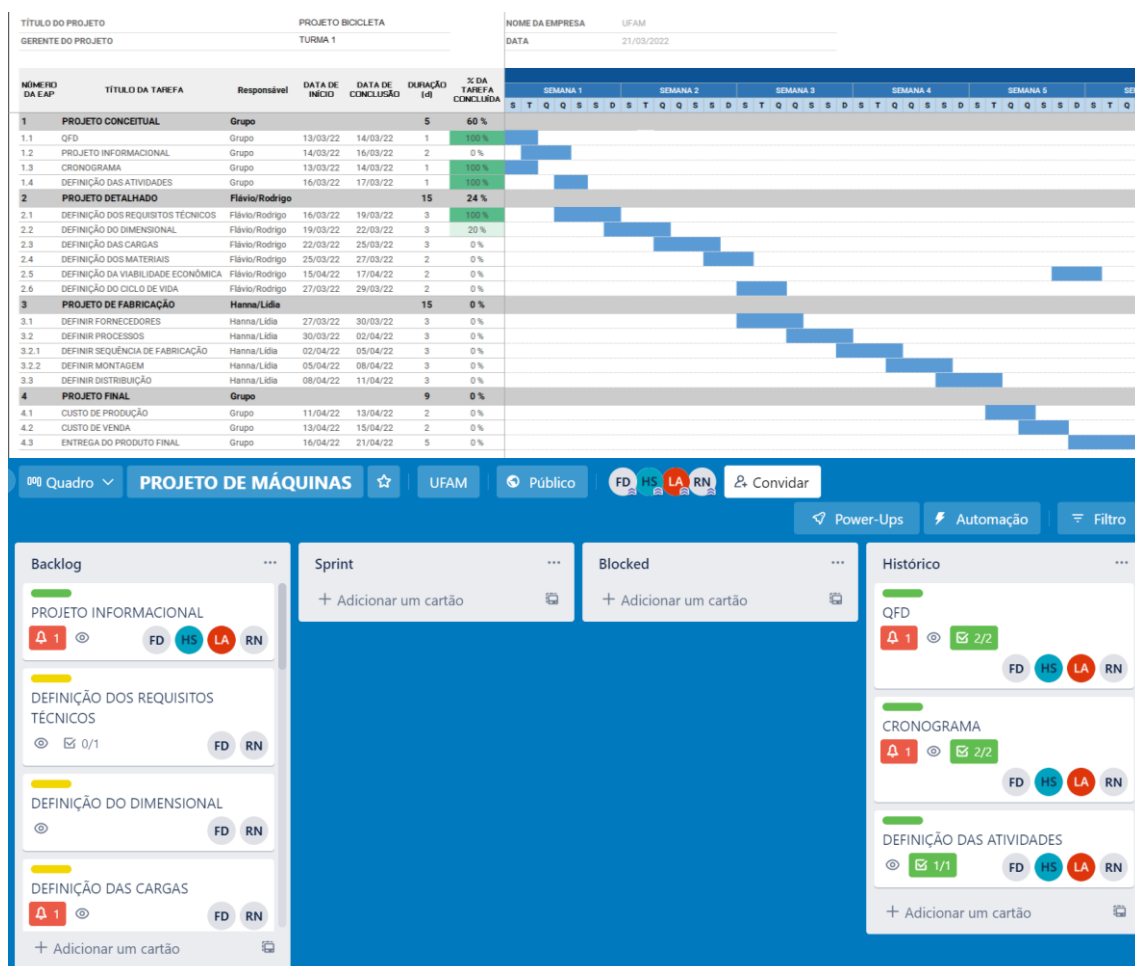 TÍTULO DO PROJETO PROJETO BICICLETA NOME DA EMPRESA UFAM
GERENTE DO PROJETO TURMA 1 DATA 21/03/2022
NÚMERO DA EAP TÍTULO DA TAREFA Responsável DATA DE INÍCIO DATA DE CONCLUSÃO DURAÇÃO (d) % DA TAREFA CONCLUÍDA
SEMANA 1 SEMANA 2 SEMANA 3 SEMANA 4 SEMANA 5 SE
S T Q Q S S D S T Q Q S S D S T Q Q S S D S T Q Q S S D S T Q Q S S D S T Q
1 PROJETO CONCEITUAL Grupo 5 60 %
1.1 QFD Grupo 13/03/22 14/03/22 1 100 %
1.2 PROJETO INFORMACIONAL Grupo 14/03/22 16/03/22 2 0 %
1.3 CRONOGRAMA Grupo 13/03/22 14/03/22 1 100 %
1.4 DEFINIÇÃO DAS ATIVIDADES Grupo 16/03/22 17/03/22 1 100 %
2 PROJETO DETALHADO Flávio/Rodrigo 15 24 %
2.1 DEFINIÇÃO DOS REQUISITOS TÉCNICOS Flávio/Rodrigo 16/03/22 19/03/22 3 100 %
2.2 DEFINIÇÃO DO DIMENSIONAL Flávio/Rodrigo 19/03/22 22/03/22 3 20 %
2.3 DEFINIÇÃO DAS CARGAS Flávio/Rodrigo 22/03/22 25/03/22 3 0 %
2.4 DEFINIÇÃO DOS MATERIAIS Flávio/Rodrigo 25/03/22 27/03/22 2 0 %
2.5 DEFINIÇÃO DA VIABILIDADE ECONÔMICA Flávio/Rodrigo 15/04/22 17/04/22 2 0 %
2.6 DEFINIÇÃO DO CICLO DE VIDA Flávio/Rodrigo 27/03/22 29/03/22 2 0 %
3 PROJETO DE FABRICAÇÃO Hanna/Lídia 15 0 %
3.1 DEFINIR FORNECEDORES Hanna/Lídia 27/03/22 30/03/22 3 0 %
3.2 DEFINIR PROCESSOS Hanna/Lídia 30/03/22 02/04/22 3 0 %
3.2.1 DEFINIR SEQUÊNCIA DE FABRICAÇÃO Hanna/Lídia 02/04/22 05/04/22 3 0 %
3.2.2 DEFINIR MONTAGEM Hanna/Lídia 05/04/22 08/04/22 3 0 %
3.3 DEFINIR DISTRIBUIÇÃO Hanna/Lídia 08/04/22 11/04/22 3 0 %
4 PROJETO FINAL Grupo 9 0 %
4.1 CUSTO DE PRODUÇÃO Grupo 11/04/22 13/04/22 2 0 %
4.2 CUSTO DE VENDA Grupo 13/04/22 15/04/22 2 0 %
4.3 ENTREGA DO PRODUTO FINAL Grupo 16/04/22 21/04/22 5 0 %
Quadro PROJETO DE MÁQUINAS UFAM Público FD HS LA RN Convidar
Power-Ups Automação Filtro
Backlog
PROJETO INFORMACIONAL
1 FD HS LA RN
DEFINIÇÃO DOS REQUISITOS
TÉCNICOS
0/1 FD RN
DEFINIÇÃO DO DIMENSIONAL
FD RN
DEFINIÇÃO DAS CARGAS
1 FD RN
+ Adicionar um cartão
Sprint
+ Adicionar um cartão
Blocked
+ Adicionar um cartão
Histórico
QFD
1 2/2
FD HS LA RN
CRONOGRAMA
1 2/2
FD HS LA RN
DEFINIÇÃO DAS ATIVIDADES
1/1 FD HS LA RN
+ Adicionar um cartão